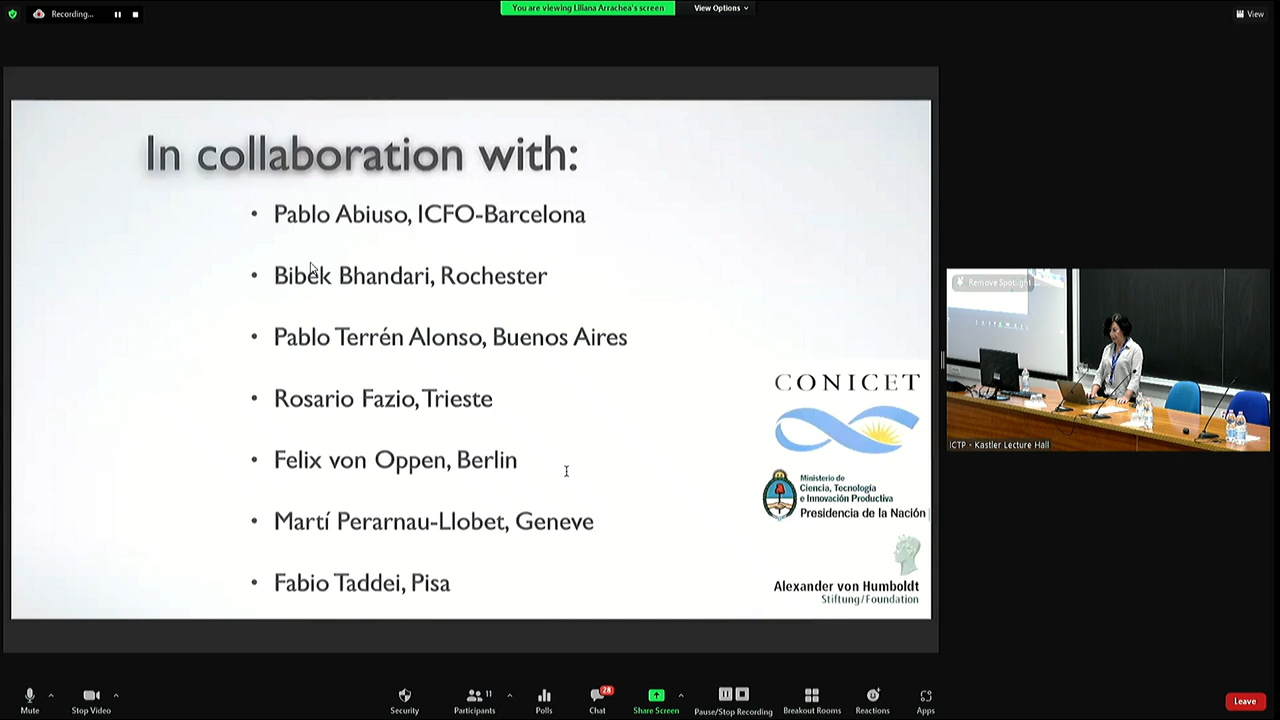 Recording...
You are viewing Liliana Arrachea's screen
View Options
View
In collaboration with:
• Pablo Abiuso, ICFO-Barcelona
• Bibek Bhandari, Rochester
• Pablo Terrén Alonso, Buenos Aires
• Rosario Fazio, Trieste
• Felix von Oppen, Berlin
• Martí Perarnau-Llobet, Geneve
• Fabio Taddei, Pisa
CONICET
Ministerio de
Ciencia, Tecnología
e Innovación Productiva
Presidencia de la Nación
Alexander von Humboldt
Stiftung/Foundation
Remove Spotlight
ICTP - Kastler Lecture Hall
Mute
Stop Video
Security
Participants
11
Polls
Chat
28
Share Screen
Pause/Stop Recording
Breakout Rooms
Reactions
Apps
Leave